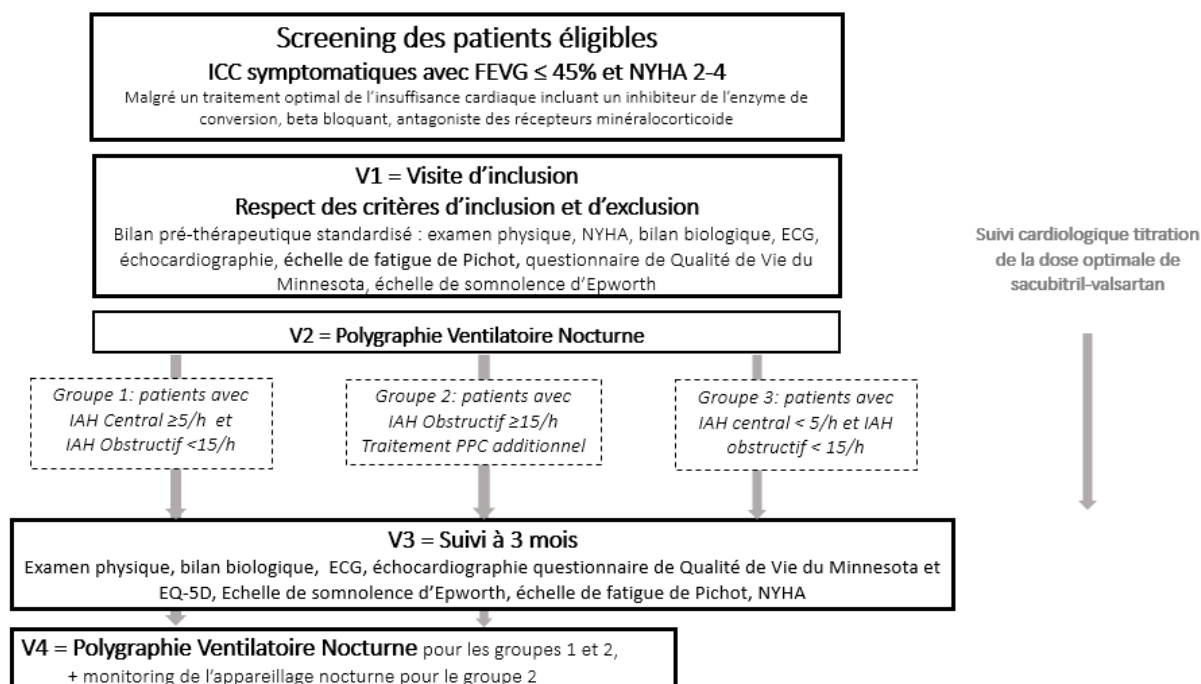 Screening des patients éligibles
ICC symptomatiques avec FEVG ≤ 45% et NYHA 2-4
Malgré un traitement optimal de l'insuffisance cardiaque incluant un inhibiteur de l'enzyme de
conversion, beta bloquant, antagoniste des récepteurs minéralocorticoide
V1 = Visite d'inclusion
Respect des critères d'inclusion et d'exclusion
Bilan pré-thérapeutique standardisé : examen physique, NYHA, bilan biologique, ECG,
échocardiographie, échelle de fatigue de Pichot, questionnaire de Qualité de Vie du
Minnesota, échelle de somnolence d'Epworth
Suivi cardiologique titration
de la dose optimale de
sacubitril-valsartan
V2 = Polygraphie Ventilatoire Nocturne
Groupe 1: patients avec
IAH Central ≥5/h et
IAH Obstructif <15/h
Groupe 2: patients avec
IAH Obstructif ≥15/h
Traitement PPC additionnel
Groupe 3: patients avec
IAH central < 5/h et IAH
obstructif < 15/h
V3 = Suivi à 3 mois
Examen physique, bilan biologique, ECG, échocardiographie questionnaire de Qualité de Vie du Minnesota et
EQ-5D, Echelle de somnolence d'Epworth, échelle de fatigue de Pichot, NYHA
V4 = Polygraphie Ventilatoire Nocturne pour les groupes 1 et 2,
+ monitoring de l'appareillage nocturne pour le groupe 2